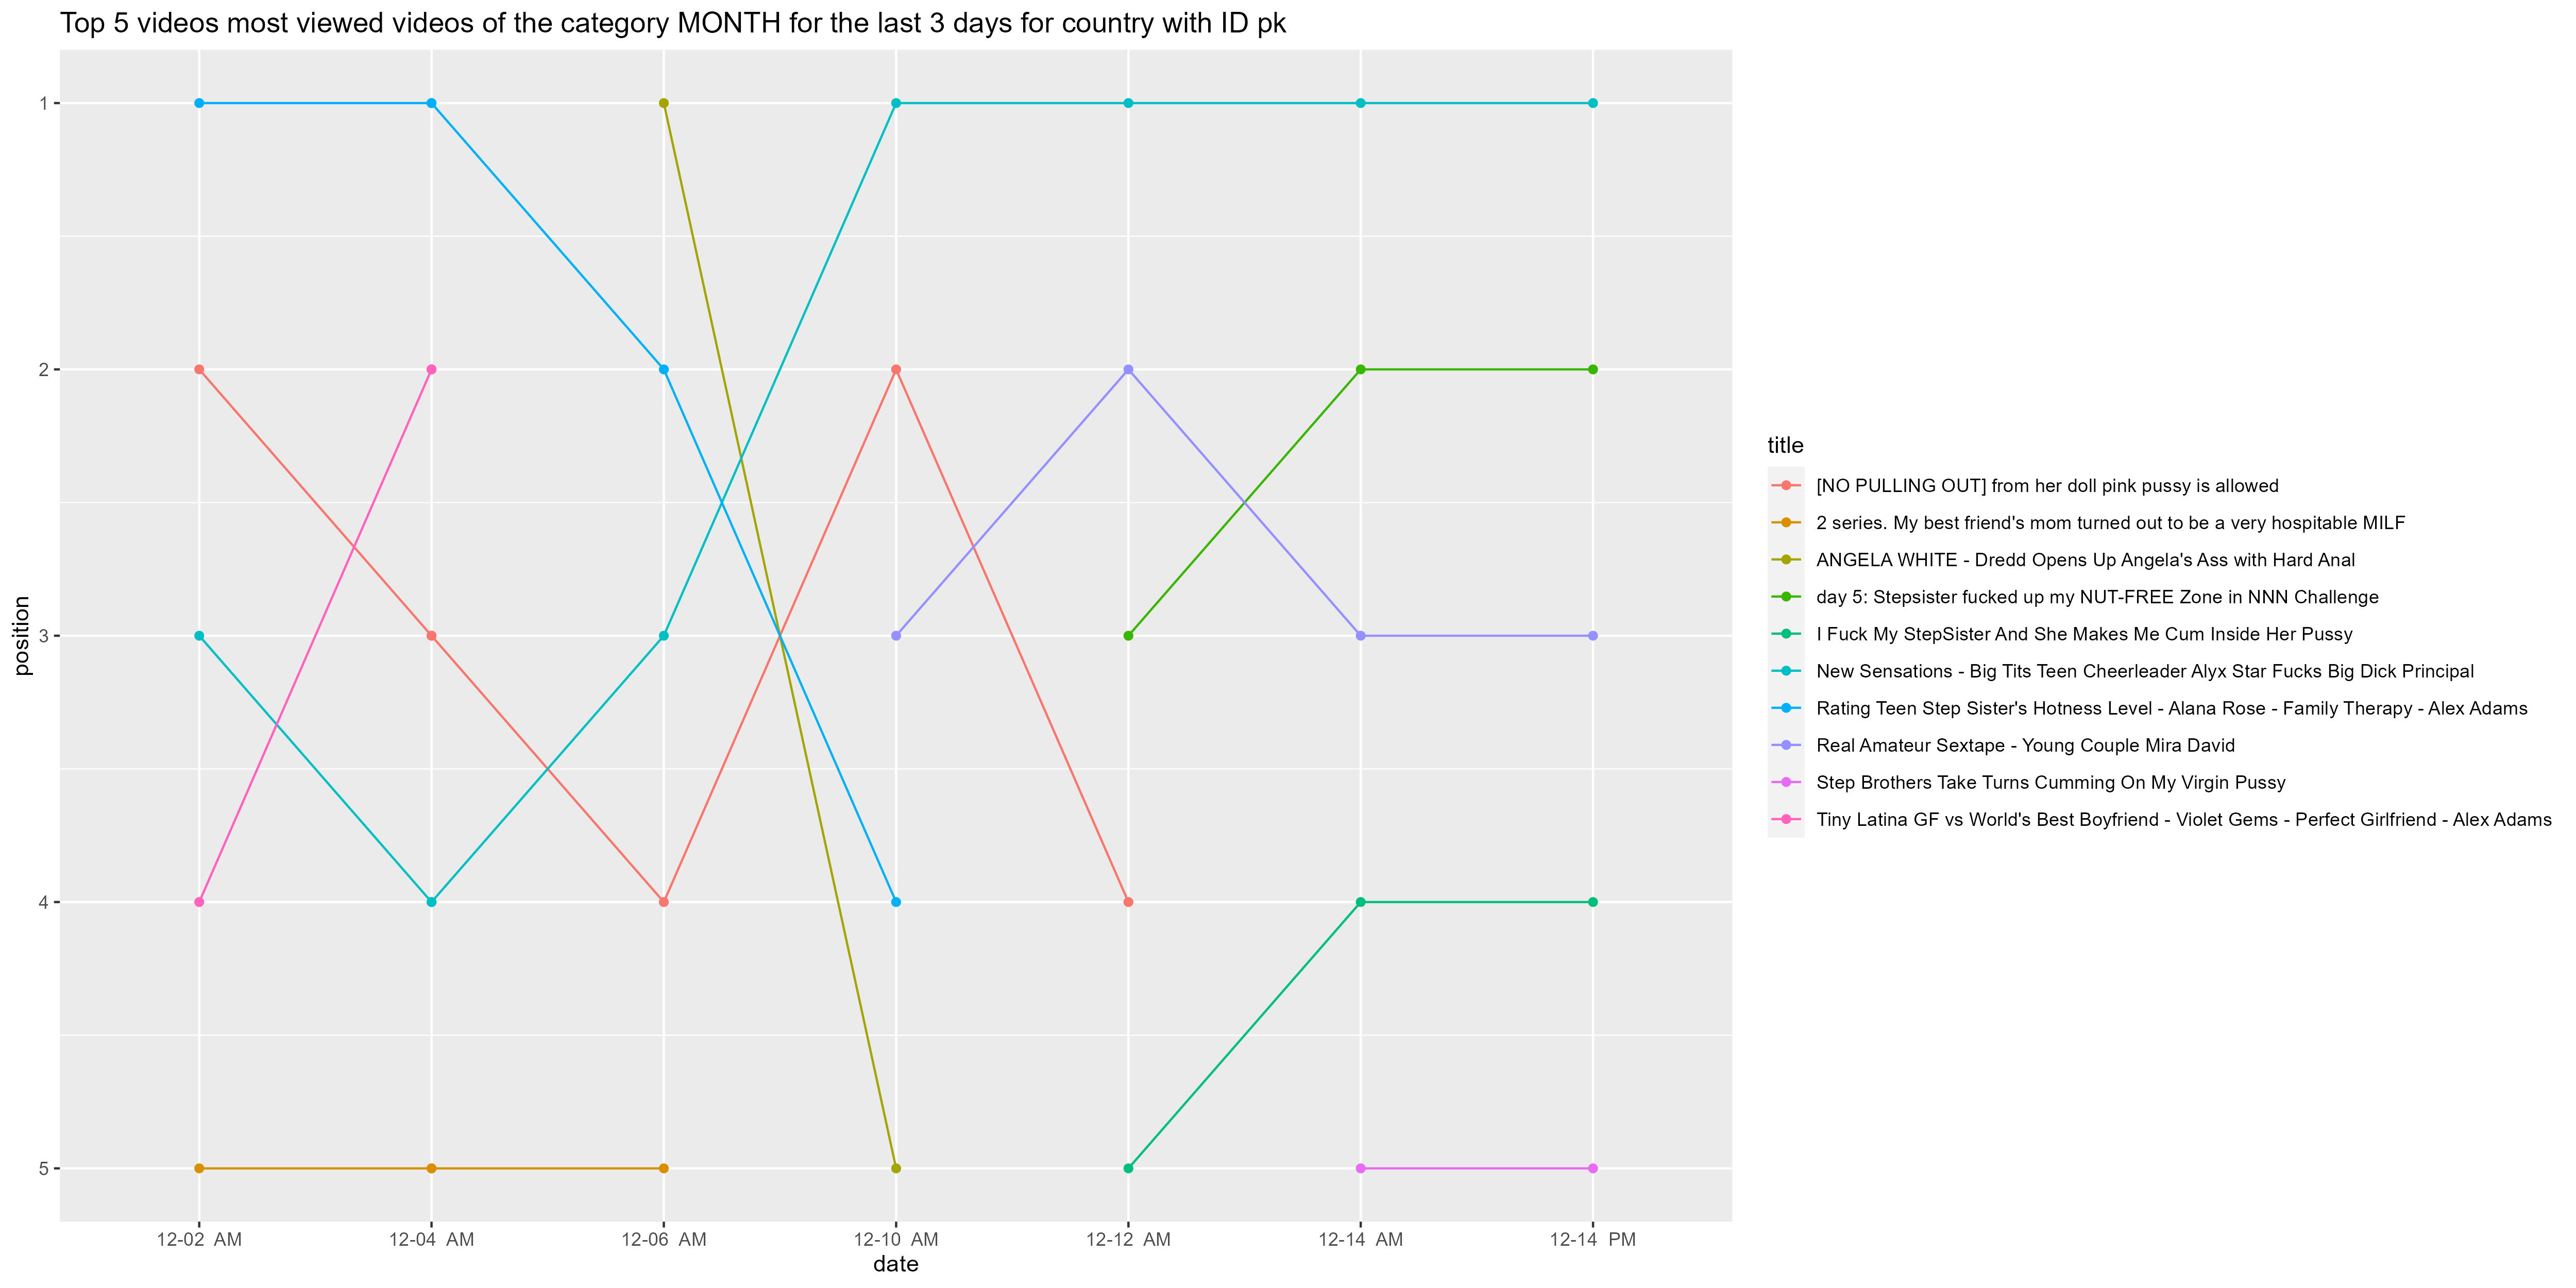 Top 5 videos most viewed videos of the category MONTH for the last 3 days for country with ID pk
1
2
3
4
5
position
12-02 AM
12-04 AM
12-06 AM
12-10 AM
12-12 AM
12-14 AM
12-14 PM
date
title
[NO PULLING OUT] from her doll pink pussy is allowed
2 series. My best friend's mom turned out to be a very hospitable MILF
ANGELA WHITE - Dredd Opens Up Angela's Ass with Hard Anal
day 5: Stepsister fucked up my NUT-FREE Zone in NNN Challenge
I Fuck My StepSister And She Makes Me Cum Inside Her Pussy
New Sensations - Big Tits Teen Cheerleader Alyx Star Fucks Big Dick Principal
Rating Teen Step Sister's Hotness Level - Alana Rose - Family Therapy - Alex Adams
Real Amateur Sextape - Young Couple Mira David
Step Brothers Take Turns Cumming On My Virgin Pussy
Tiny Latina GF vs World's Best Boyfriend - Violet Gems - Perfect Girlfriend - Alex Adams